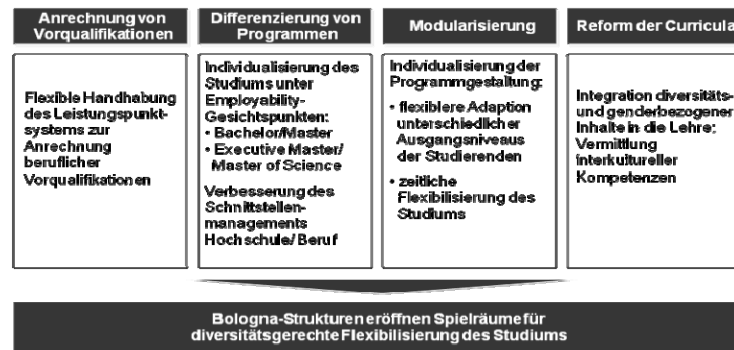 Anrechnung von
Vorqualifikationen
Flexible Handhabung
des Leistungspunkt-
systems zur
Anrechnung
beruflicher
Vorqualifikationen
Differenzierung von
Programmen
Individualisierung des
Studiums unter
Employability-
Gesichtspunkten:
• Bachelor/Master
• Executive Master/
Master of Science
Verbesserung des
Schnittstellen-
managements
Hochschule/ Beruf
Modularisierung
Individualisierung der
Programmgestaltung:
• flexiblere Adaption
unterschiedlicher
Ausgangsniveaus
der Studierenden
• zeitliche
Flexibilisierung des
Studiums
Reform der Curricula
Integration diversitäts-
und genderbezogener
Inhalte in die Lehre:
Vermittlung
interkultureller
Kompetenzen
Bologna-Strukturen eröffnen Spielräume für
diversitätsgerechte Flexibilisierung des Studiums